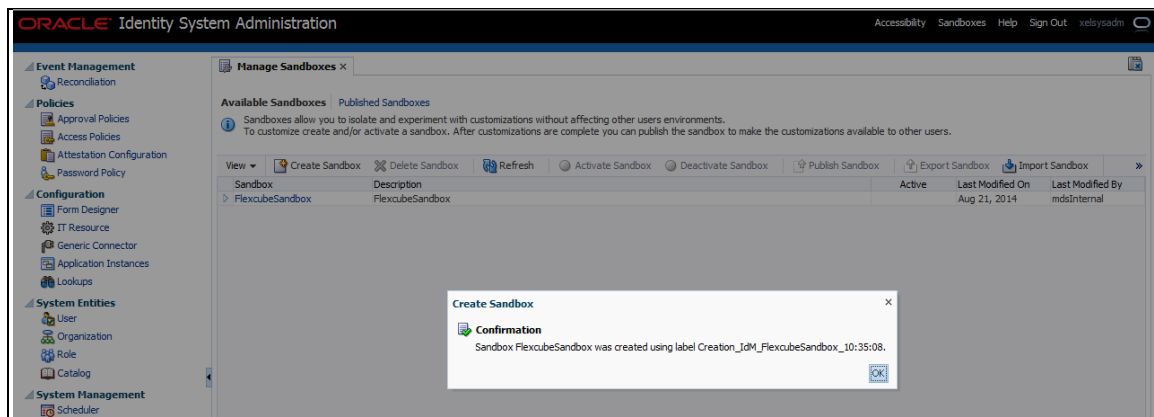 ORACLE Identity System Administration
Accessibility Sandboxes Help Sign Out xelsysadm
Event Management
Reconciliation
Policies
Approval Policies
Access Policies
Attestation Configuration
Password Policy
Configuration
Form Designer
IT Resource
Generic Connector
Application Instances
Lookups
System Entities
User
Organization
Role
Catalog
System Management
Scheduler
Manage Sandboxes ×
Available Sandboxes Published Sandboxes
Sandboxes allow you to isolate and experiment with customizations without affecting other users environments.
To customize create and/or activate a sandbox. After customizations are complete you can publish the sandbox to make the customizations available to other users.
View Create Sandbox Delete Sandbox Refresh Activate Sandbox Deactivate Sandbox Publish Sandbox Export Sandbox Import Sandbox »
Sandbox Description Active Last Modified On Last Modified By
FlexcubeSandbox FlexcubeSandbox Aug 21, 2014 mdsInternal
Create Sandbox ×
Confirmation
Sandbox FlexcubeSandbox was created using label Creation_IdM_FlexcubeSandbox_10:35:08.
OK